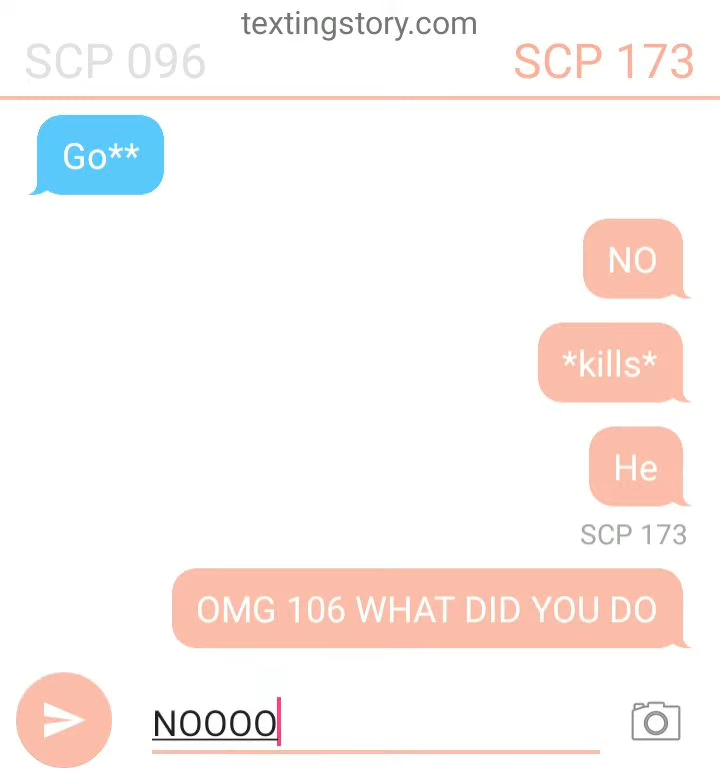 textingstory.com
SCP 096
SCP 173
Go**
NO
*kills*
He
SCP 173
OMG 106 WHAT DID YOU DO
NOOOO